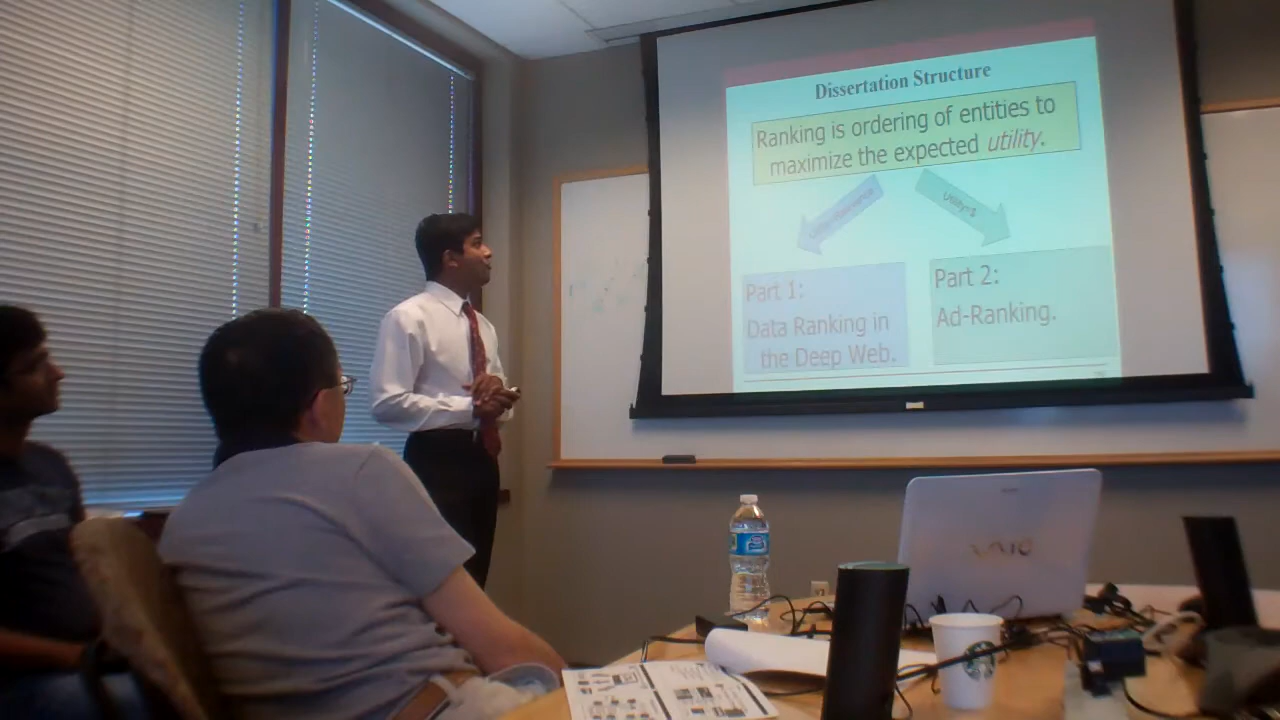 Dissertation Structure
Ranking is ordering of entities to
maximize the expected utility.
Utility=$
Part 1:
Data Ranking in
the Deep Web.
Part 2:
Ad-Ranking.
VAIO